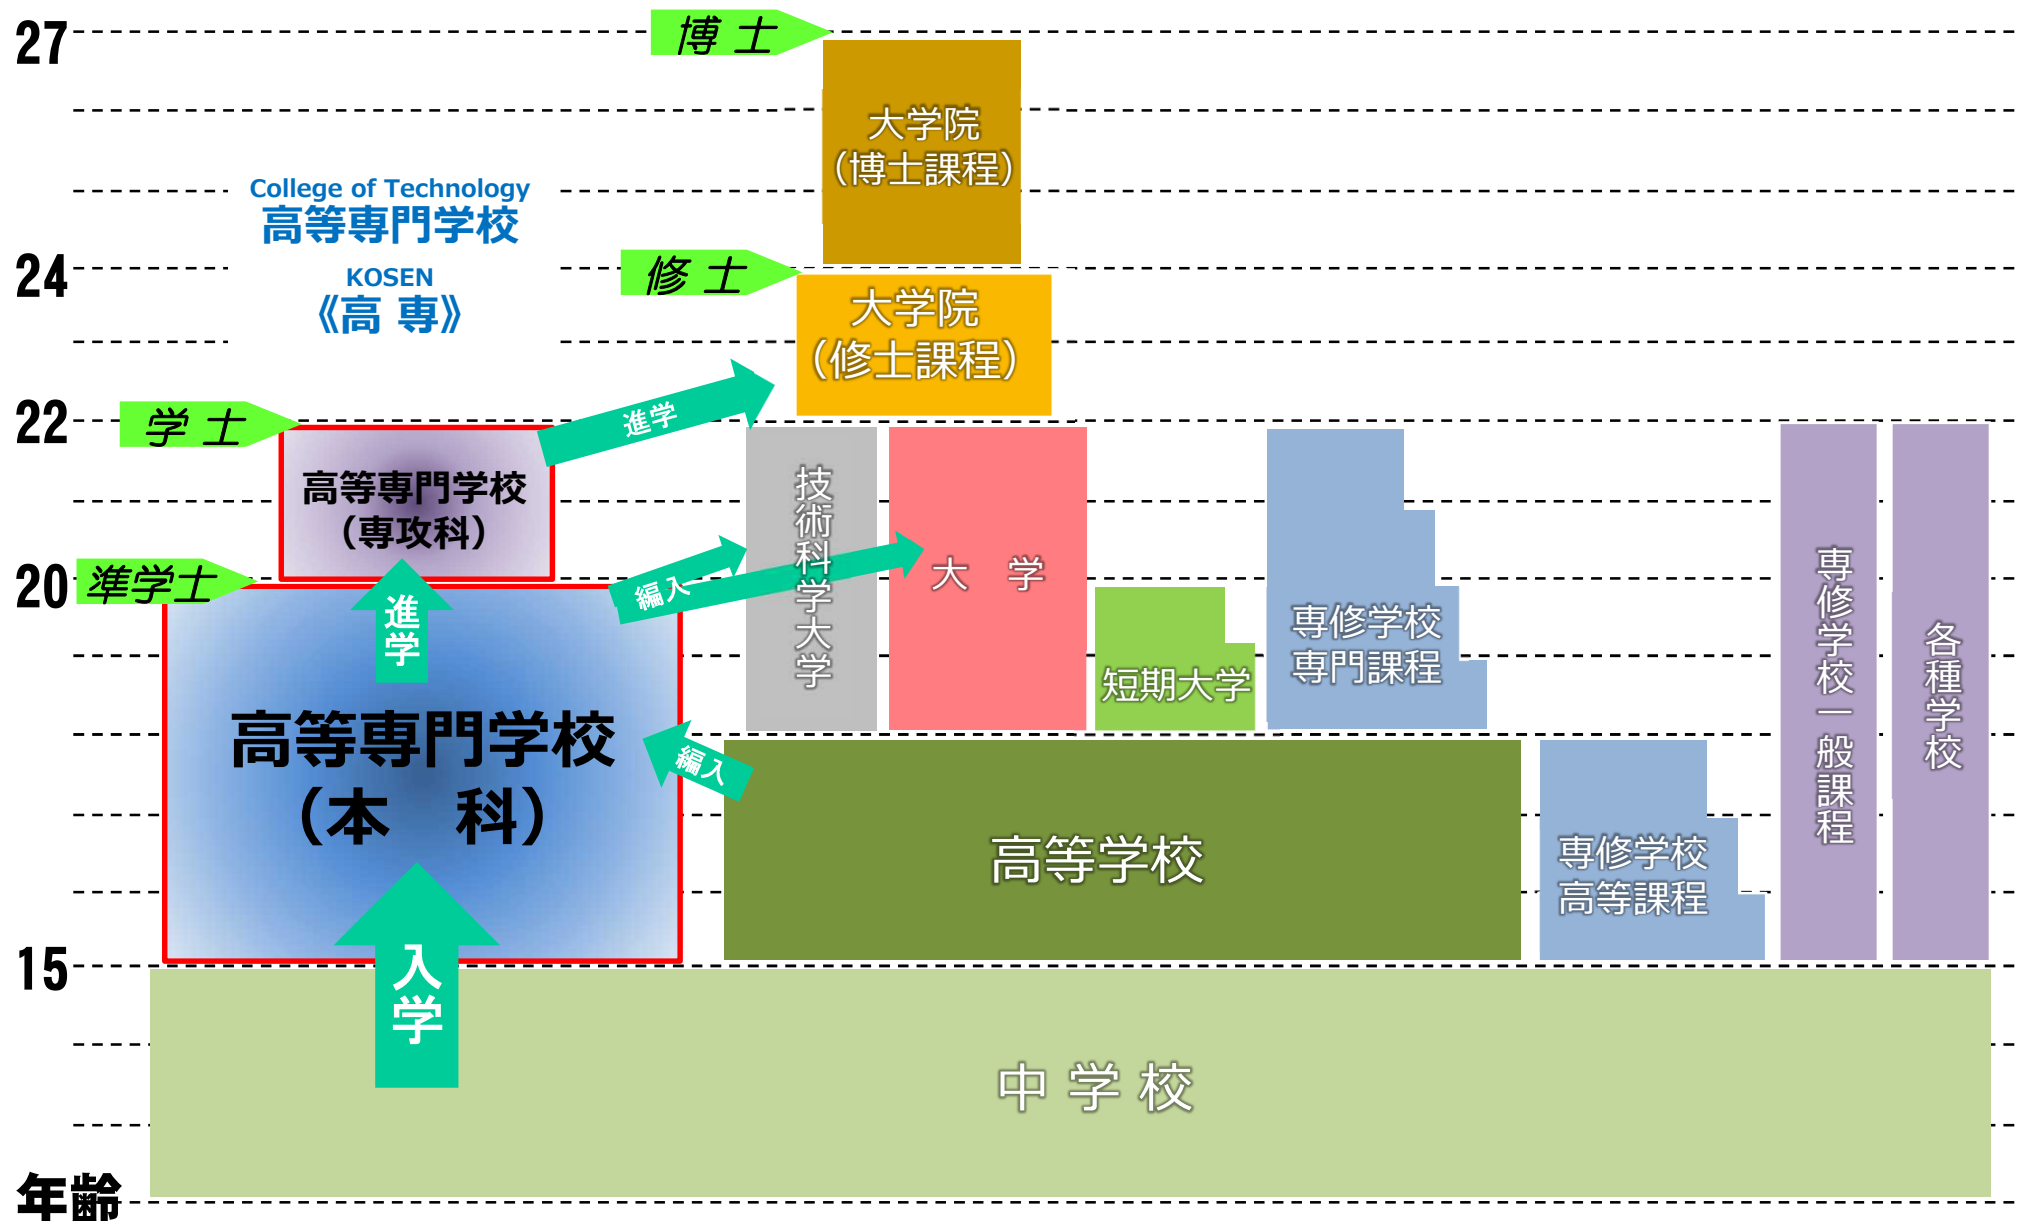 27
博 士
大学院
（博士課程）
College of Technology
高等専門学校
KOSEN
《高 専》
24
修 士
大学院
（修士課程）
22
学 士
進学
高等専門学校
（専攻科）
技術科学大学
大 学
20
準学士
進学
編入
短期大学
専修学校
専門課程
専修学校一般課程
各種学校
高等専門学校
（本 科）
編入
高等学校
専修学校
高等課程
15
入学
中 学 校
年齢